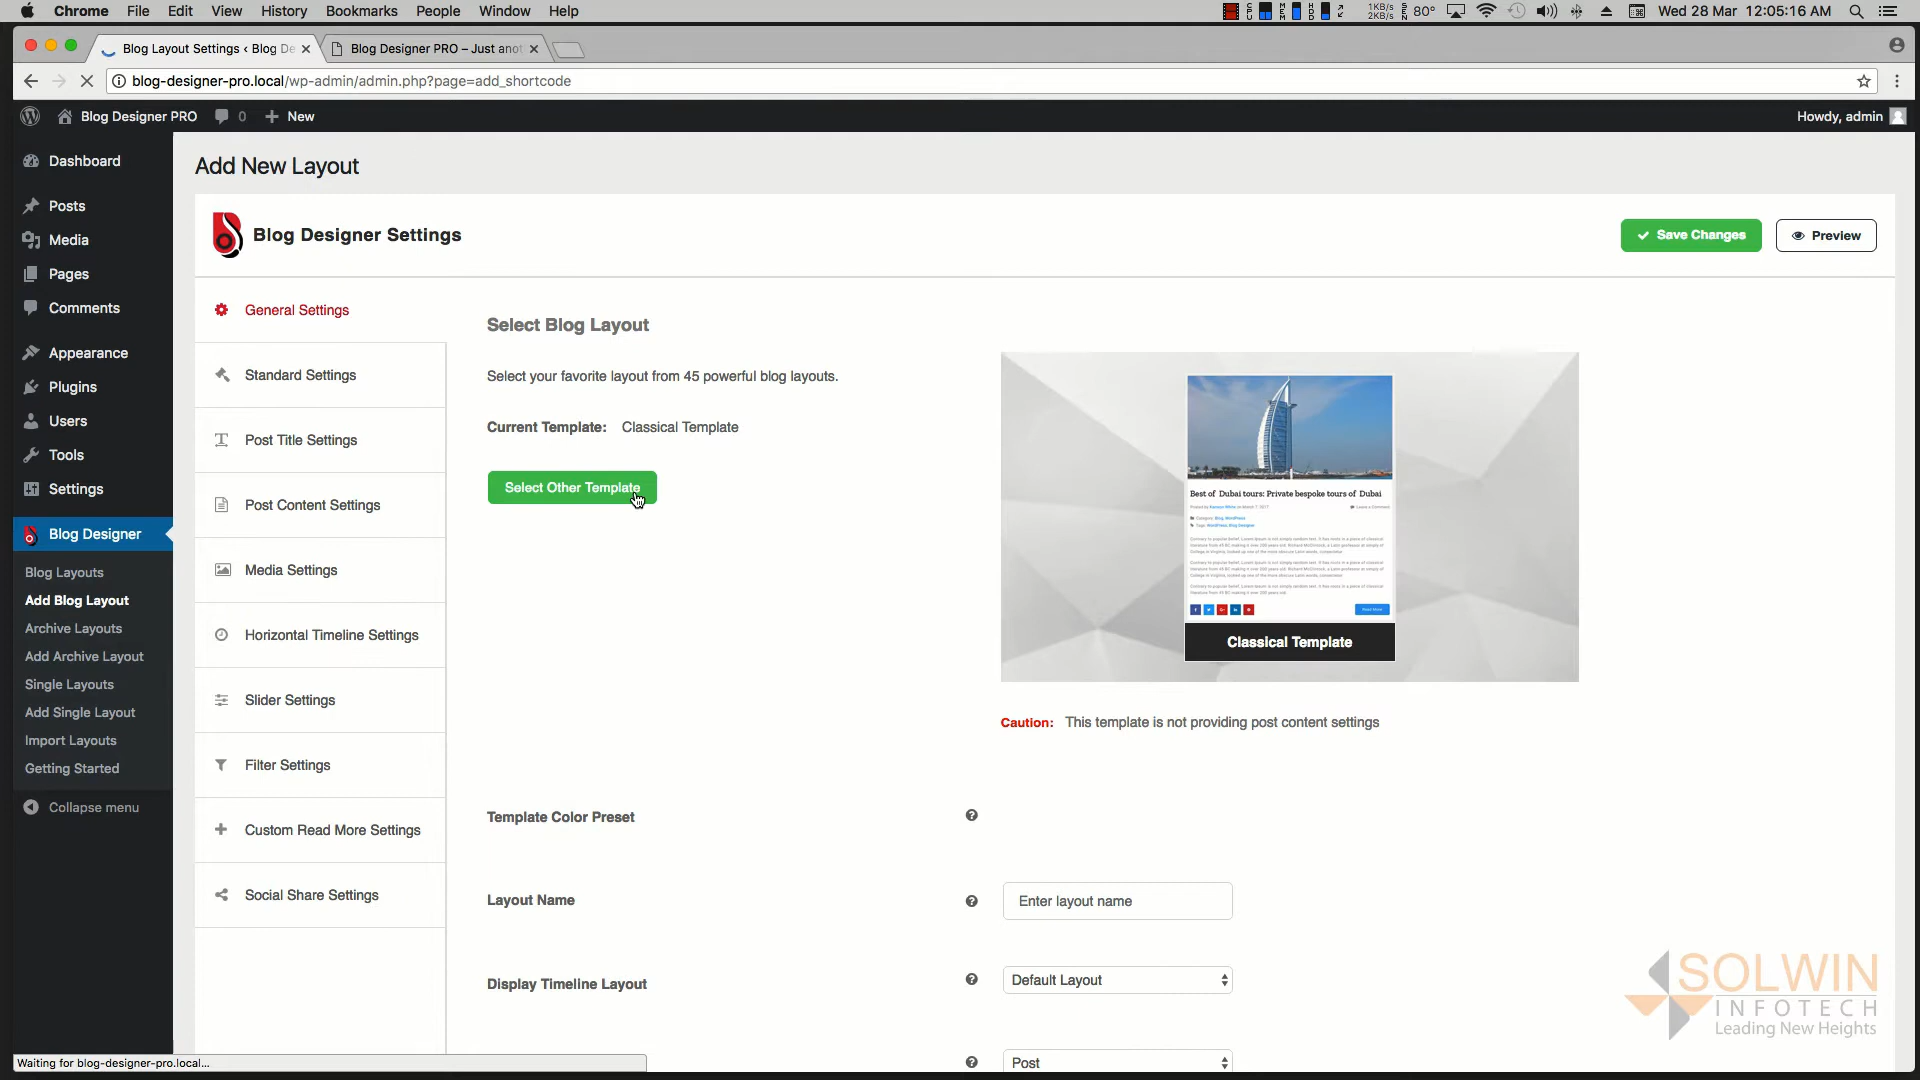 Chrome File Edit View History Bookmarks People Window Help
1KB/s
2KB/s
80° Wed 28 Mar 12:05:16 AM
Blog Layout Settings ‹ Blog De
Blog Designer PRO – Just anot
blog-designer-pro.local/wp-admin/admin.php?page=add_shortcode
Blog Designer PRO 0 New
Howdy, admin
Dashboard
Posts
Media
Pages
Comments
Appearance
Plugins
Users
Tools
Settings
Blog Designer
Blog Layouts
Add Blog Layout
Archive Layouts
Add Archive Layout
Single Layouts
Add Single Layout
Import Layouts
Getting Started
Collapse menu
Add New Layout
Blog Designer Settings
Save Changes
Preview
General Settings
Standard Settings
Post Title Settings
Post Content Settings
Media Settings
Horizontal Timeline Settings
Slider Settings
Filter Settings
Custom Read More Settings
Social Share Settings
Select Blog Layout
Select your favorite layout from 45 powerful blog layouts.
Current Template: Classical Template
Select Other Template
Best of Dubai tours: Private bespoke tours of Dubai
Classical Template
Caution: This template is not providing post content settings
Template Color Preset
Layout Name
Enter layout name
Display Timeline Layout
Default Layout
Post
SOLWIN
INFOTECH
Leading New Heights
Waiting for blog-designer-pro.local...